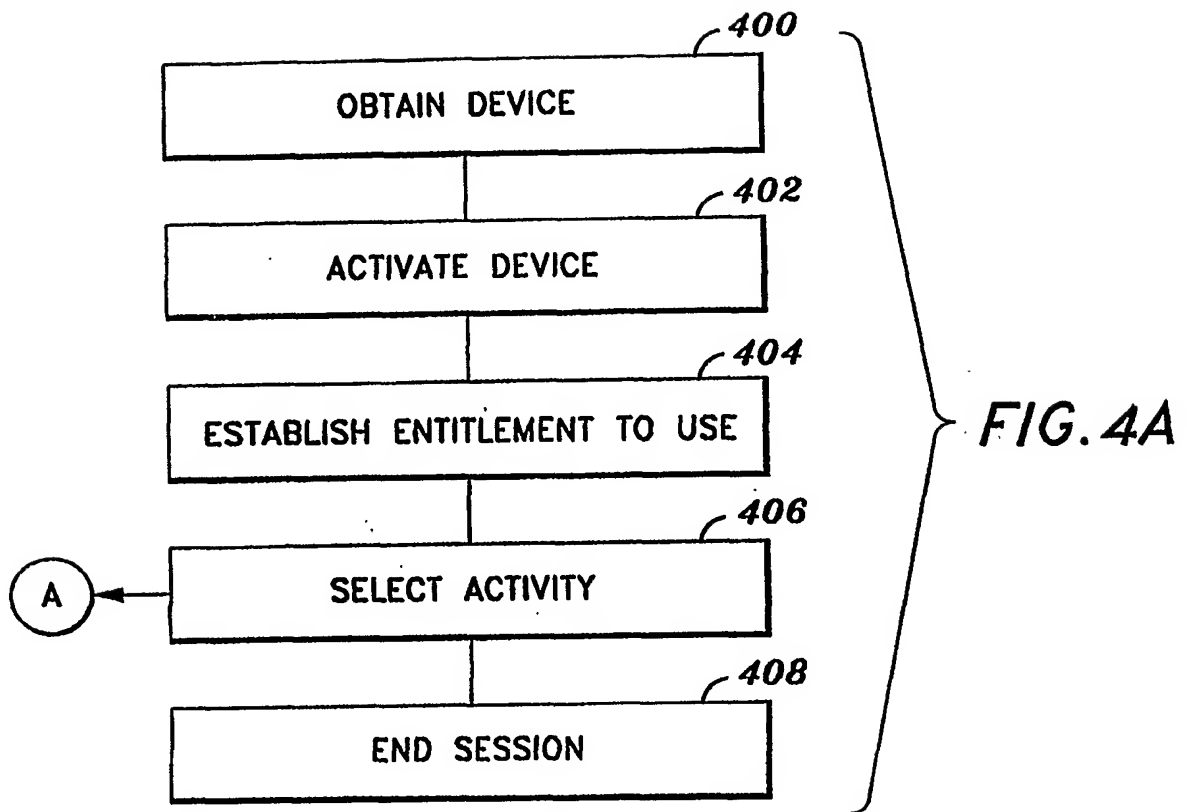 400
OBTAIN DEVICE
402
ACTIVATE DEVICE
404
ESTABLISH ENTITLEMENT TO USE
FIG. 4A
406
A
SELECT ACTIVITY
408
END SESSION